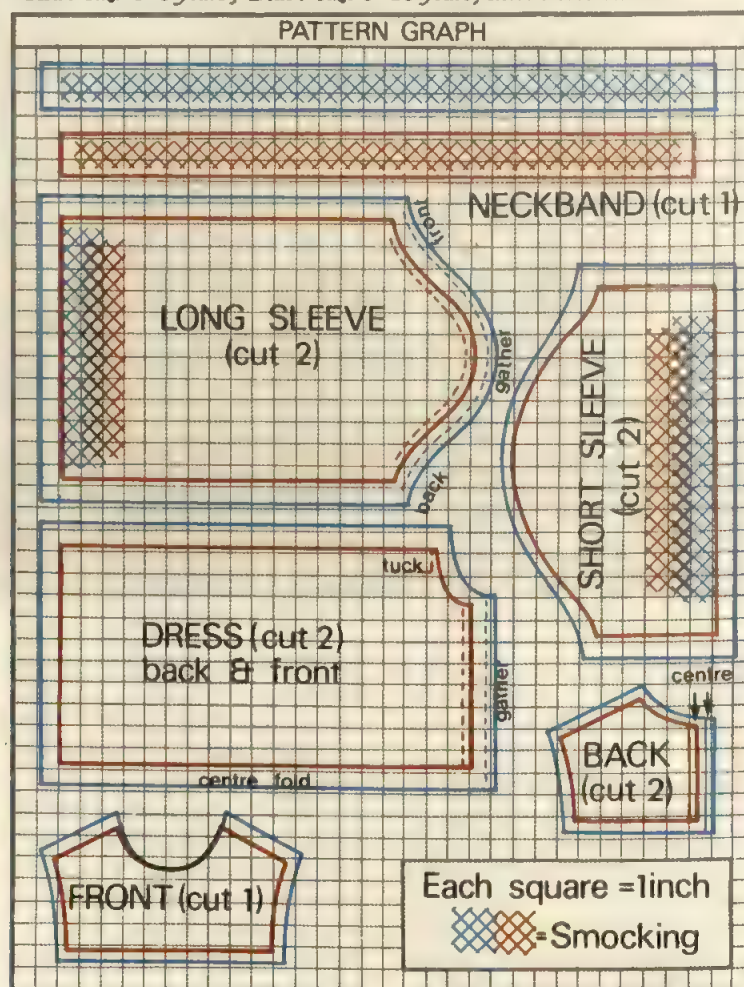 PATTERN GRAPH
NECKBAND (cut 1)
front
LONG SLEEVE
(cut 2)
gather
back
SHORT SLEEVE
(cut 2)
tuck
DRESS (cut 2)
back & front
gather
centre fold
centre
BACK
(cut 2)
FRONT (cut 1)
Each square =1inch
=Smocking